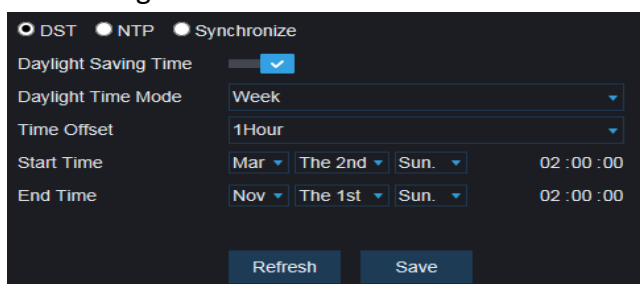 DST NTP Synchronize
Daylight Saving Time
Daylight Time Mode Week
Time Offset 1Hour
Start Time Mar The 2nd Sun. 02 :00 :00
End Time Nov The 1st Sun. 02 :00 :00
Refresh Save